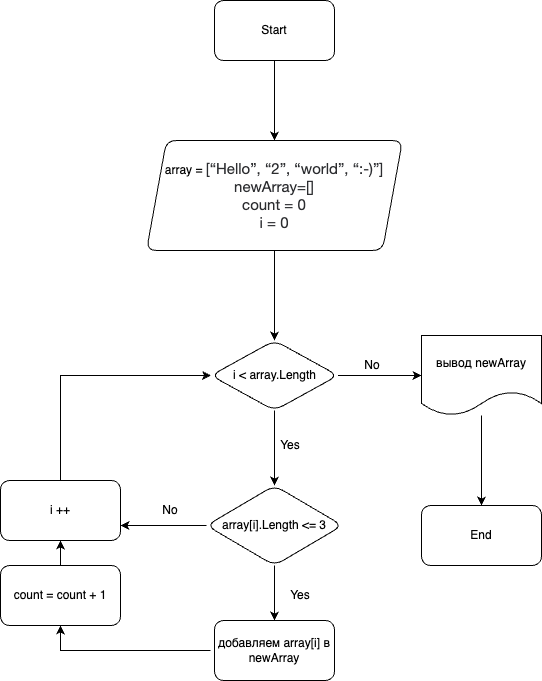 Start
array = [“Hello”, “2”, “world”, “:-)”]
newArray=[]
count = 0
i = 0
i < array.Length
No
вывод newArray
Yes
i ++
No
array[i].Length <= 3
End
count = count + 1
Yes
добавляем array[i] в
newArray